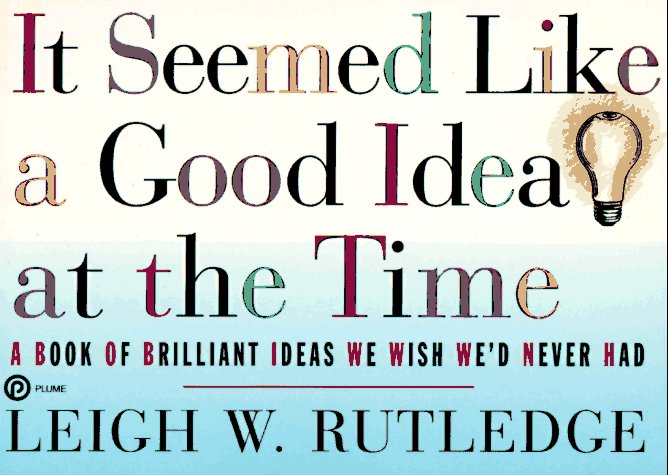 It Seemed Like
a Good Idea
at the Time
A BOOK OF BRILLIANT IDEAS WE WISH WE'D NEVER HAD
PLUME
LEIGH W. RUTLEDGE